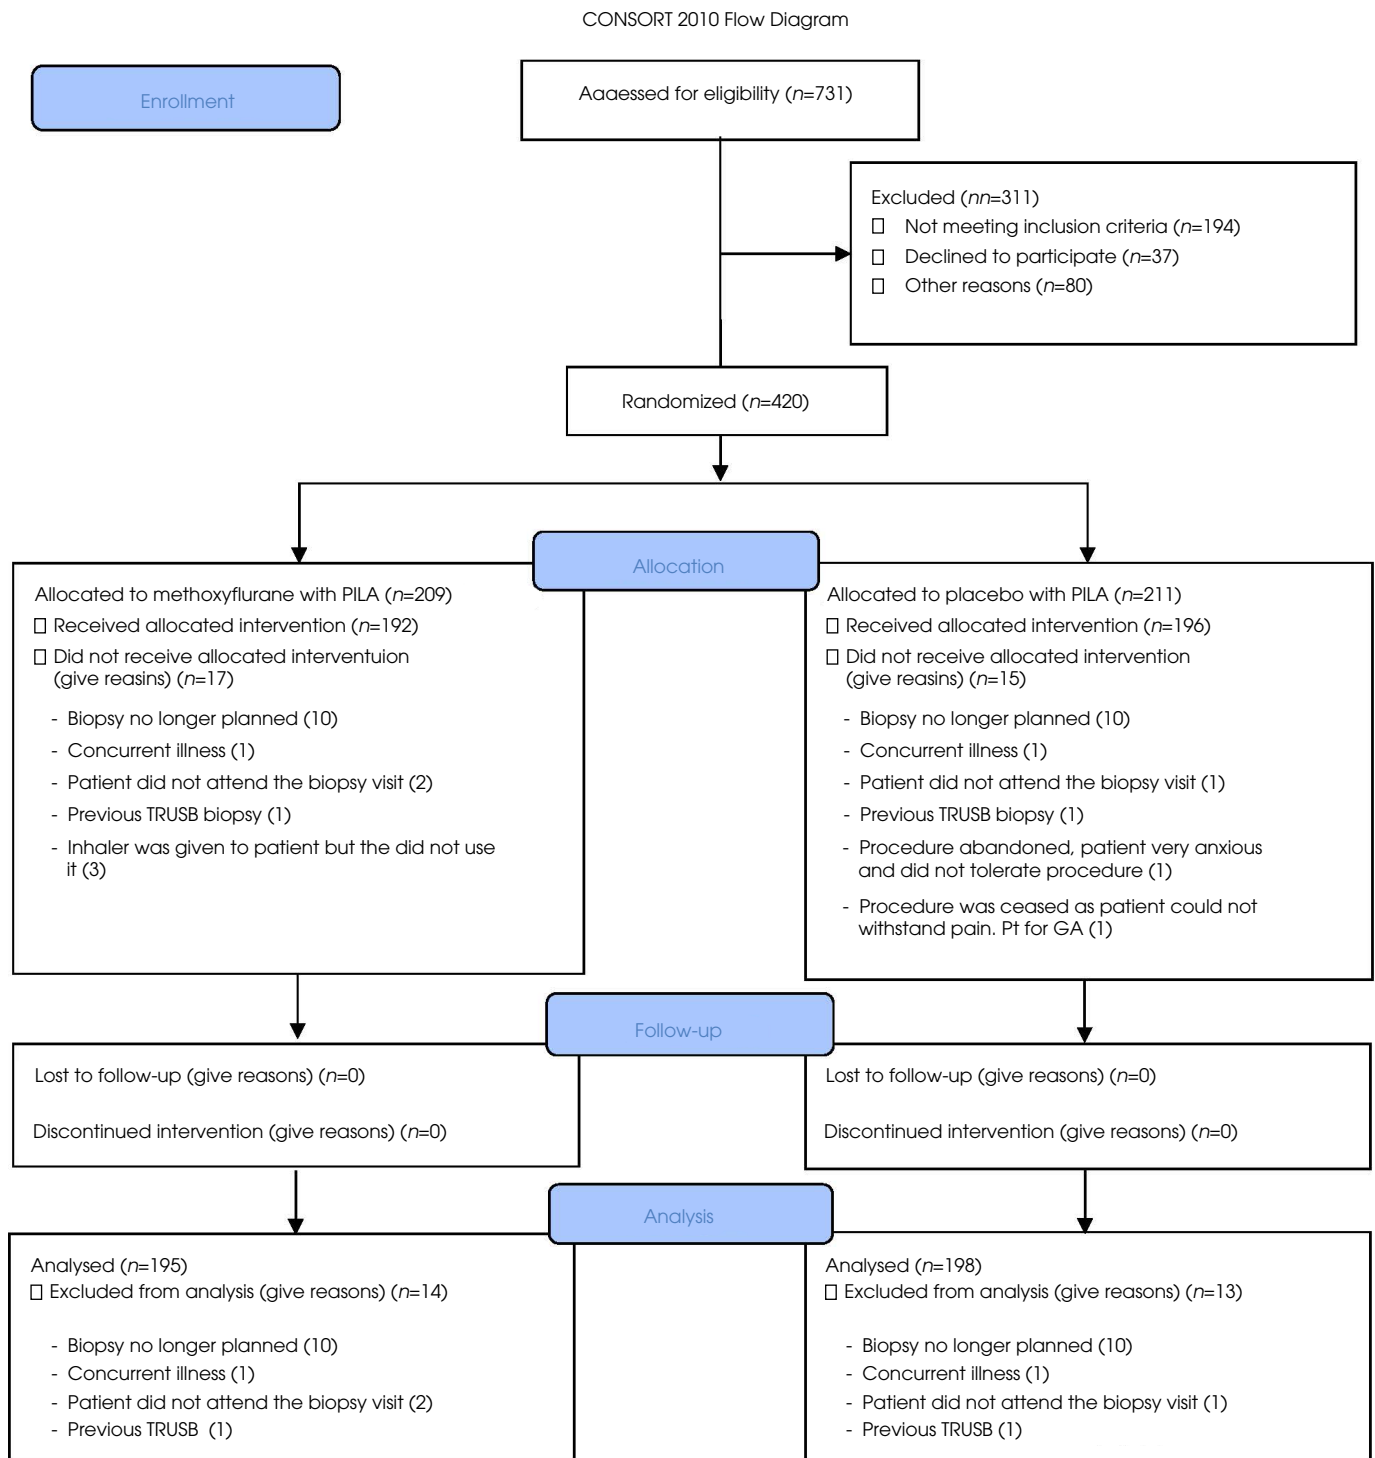 CONSORT 2010 Flow Diagram
Enrollment
Aaaessed for eligibility (n=731)
Excluded (nn=311)
Not meeting inclusion criteria (n=194)
Declined to participate (n=37)
Other reasons (n=80)
Randomized (n=420)
Allocation
Allocated to methoxyflurane with PILA (n=209)
Received allocated intervention (n=192)
Did not receive allocated interventuion
(give reasins) (n=17)
- Biopsy no longer planned (10)
- Concurrent illness (1)
- Patient did not attend the biopsy visit (2)
- Previous TRUSB biopsy (1)
- Inhaler was given to patient but the did not use
it (3)
Allocated to placebo with PILA (n=211)
Received allocated intervention (n=196)
Did not receive allocated intervention
(give reasins) (n=15)
- Biopsy no longer planned (10)
- Concurrent illness (1)
- Patient did not attend the biopsy visit (1)
- Previous TRUSB biopsy (1)
- Procedure abandoned, patient very anxious
and did not tolerate procedure (1)
- Procedure was ceased as patient could not
withstand pain. Pt for GA (1)
Follow-up
Lost to follow-up (give reasons) (n=0)
Discontinued intervention (give reasons) (n=0)
Lost to follow-up (give reasons) (n=0)
Discontinued intervention (give reasons) (n=0)
Analysis
Analysed (n=195)
Excluded from analysis (give reasons) (n=14)
- Biopsy no longer planned (10)
- Concurrent illness (1)
- Patient did not attend the biopsy visit (2)
- Previous TRUSB (1)
Analysed (n=198)
Excluded from analysis (give reasons) (n=13)
- Biopsy no longer planned (10)
- Concurrent illness (1)
- Patient did not attend the biopsy visit (1)
- Previous TRUSB (1)